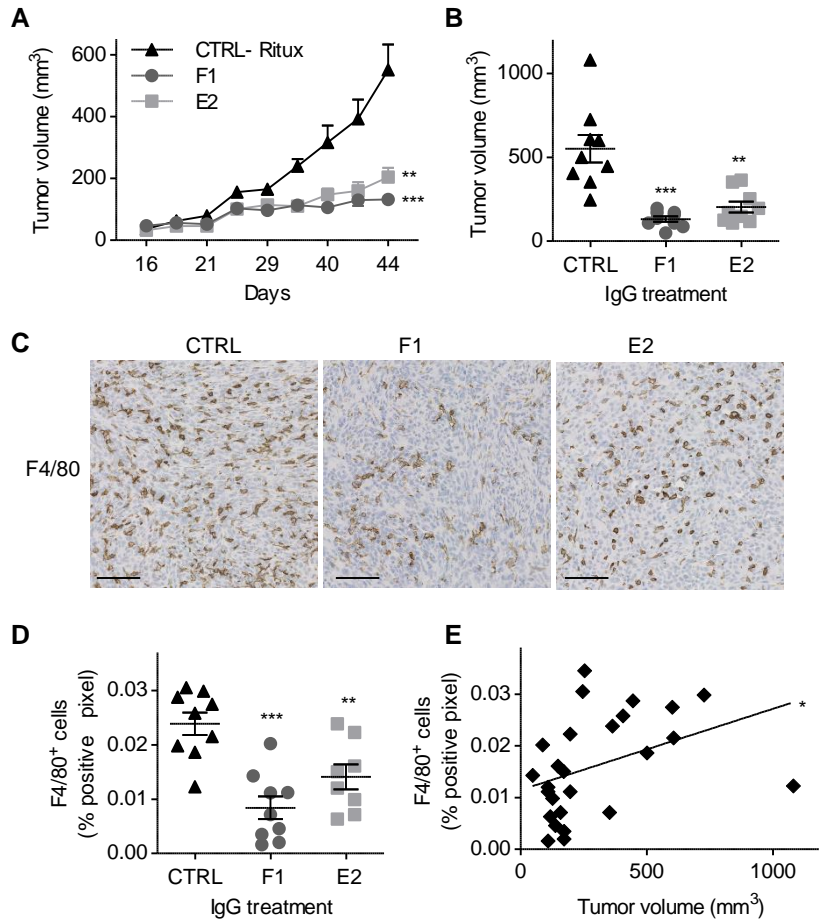 A
Tumor volume (mm³)
600
400
200
0
CTRL- Ritux
F1
E2
**
***
16 21 29 40 44
Days
B
Tumor volume (mm³)
1000
500
0
***
**
CTRL F1 E2
IgG treatment
C
CTRL F1 E2
F4/80
D
F4/80⁺ cells
(% positive pixel)
0.03
0.02
0.01
0.00
***
**
CTRL F1 E2
IgG treatment
E
F4/80⁺ cells
(% positive pixel)
0.03
0.02
0.01
0.00
*
0 500 1000
Tumor volume (mm³)